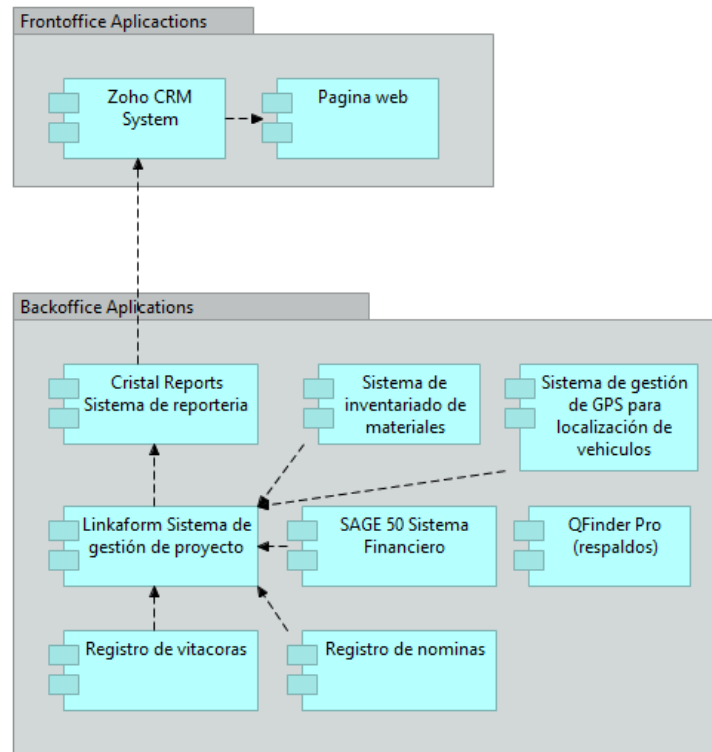 Frontoffice Aplicactions
Zoho CRM
System
Pagina web
Backoffice Aplications
Cristal Reports
Sistema de reporteria
Sistema de
inventariado de
materiales
Sistema de gestión
de GPS para
localización de
vehiculos
Linkaform Sistema de
gestión de proyecto
SAGE 50 Sistema
Financiero
QFinder Pro
(respaldos)
Registro de vitacoras
Registro de nominas